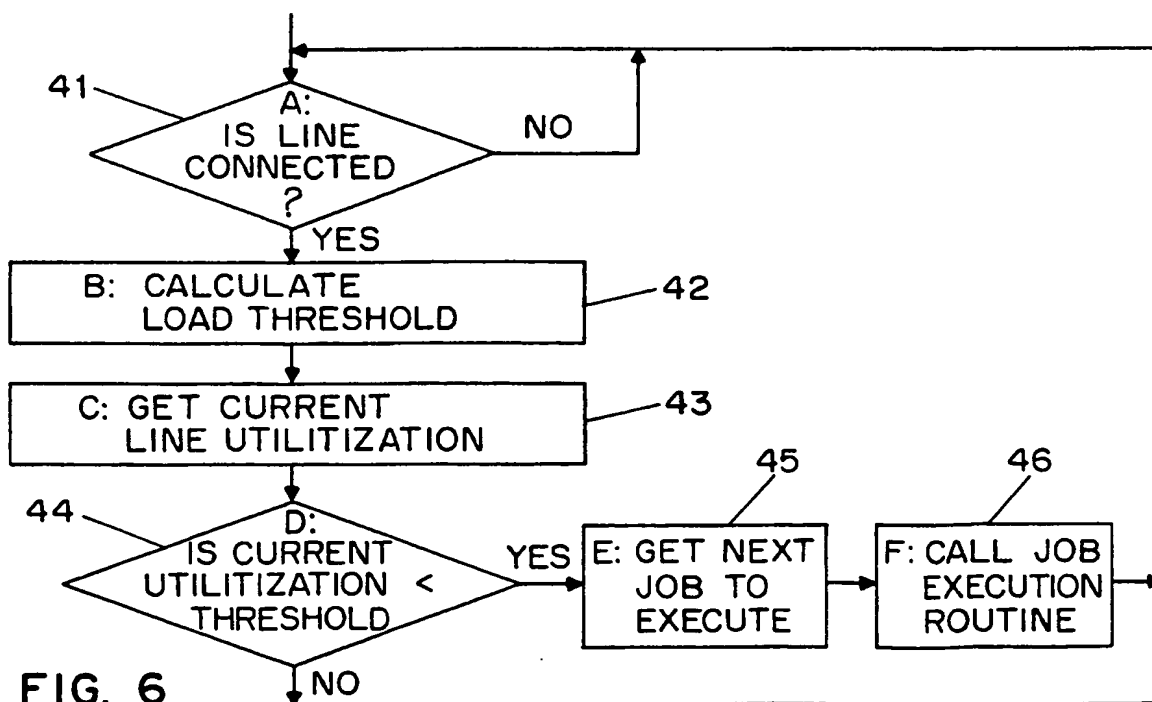 41
A:
IS LINE
CONNECTED
?
NO
YES
B: CALCULATE
LOAD THRESHOLD
42
C: GET CURRENT
LINE UTILITIZATION
43
44
D:
IS CURRENT
UTILITIZATION <
THRESHOLD
YES
45
E: GET NEXT
JOB TO
EXECUTE
46
F: CALL JOB
EXECUTION
ROUTINE
NO
FIG. 6